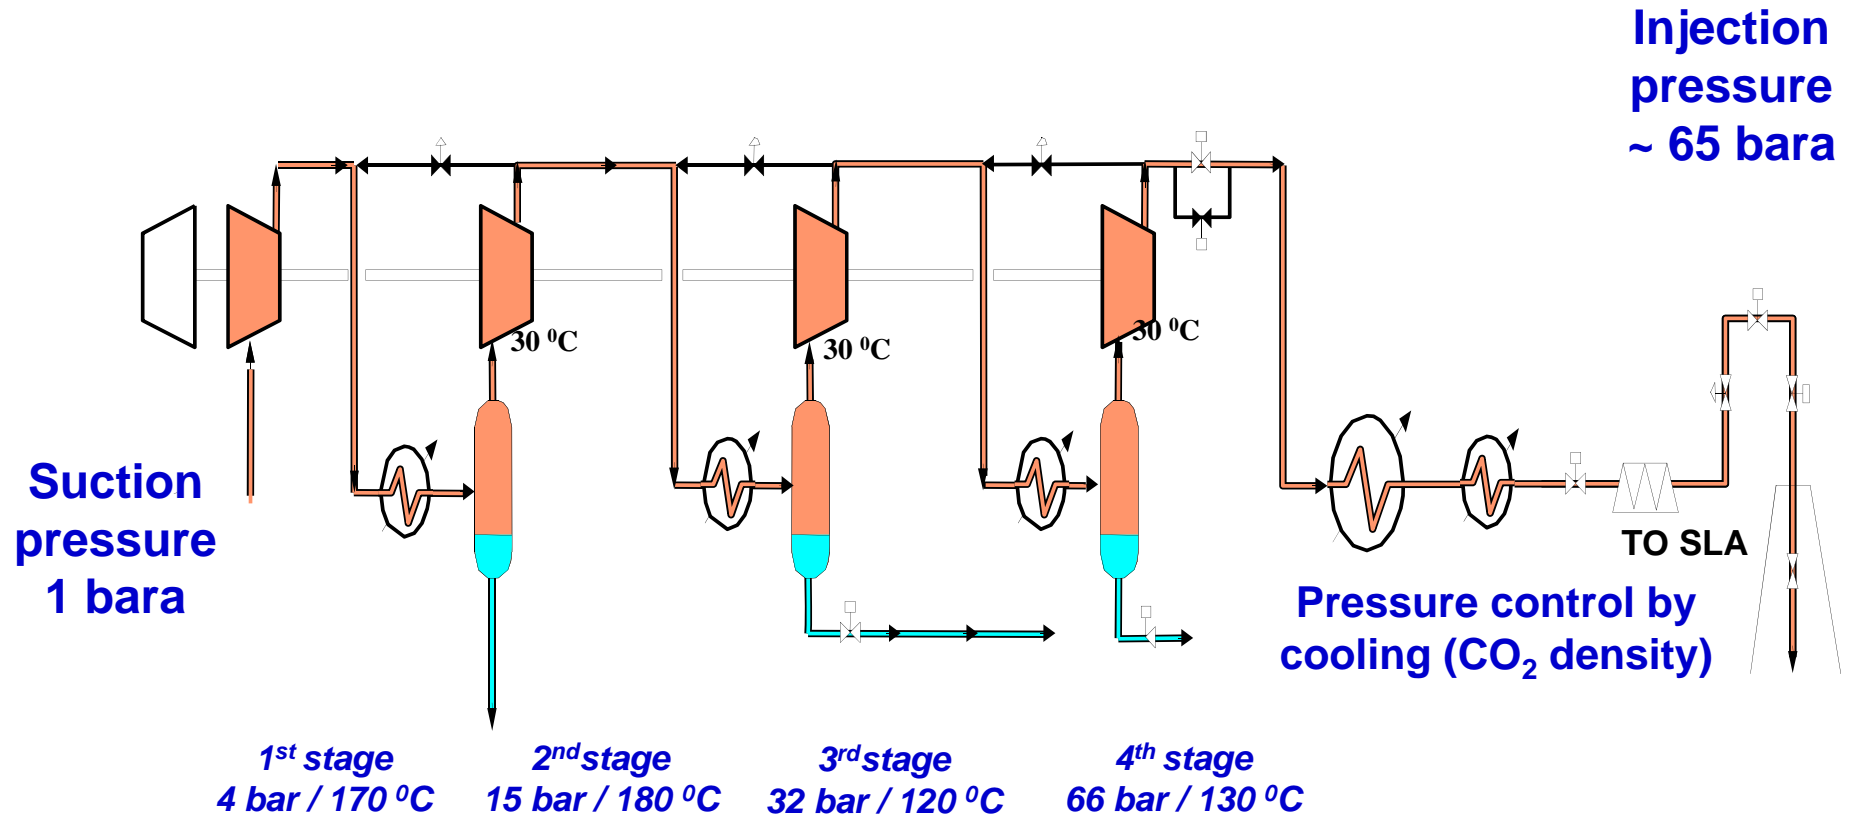 Injection
pressure
~ 65 bara
30 ⁰C
30 ⁰C
30 ⁰C
Suction
pressure
1 bara
TO SLA
Pressure control by
cooling (CO₂ density)
1ˢᵗ stage
4 bar / 170 ⁰C
2ⁿᵈ stage
15 bar / 180 ⁰C
3ʳᵈ stage
32 bar / 120 ⁰C
4ᵗʰ stage
66 bar / 130 ⁰C